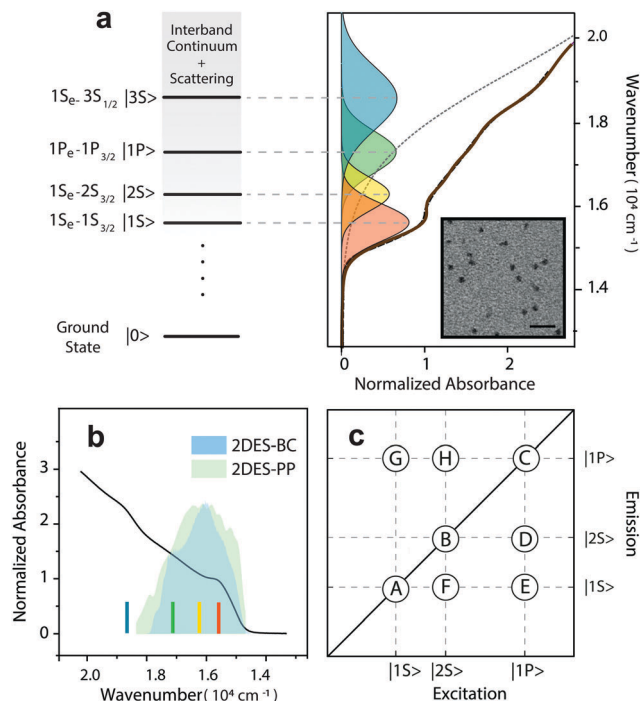 a
Interband
Continuum
+
Scattering
1Sₑ- 3S₁/₂ |3S>
1Pₑ-1P₃/₂ |1P>
1Sₑ-2S₃/₂ |2S>
1Sₑ-1S₃/₂ |1S>
Ground
State
|0>
2.0
1.8
1.6
1.4
Wavenumber(10⁴ cm⁻¹)
0
1
2
Normalized Absorbance
b
2DES-BC
2DES-PP
3
2
1
0
Normalized Absorbance
2.0
1.8
1.6
1.4
Wavenumber( 10⁴ cm⁻¹)
c
G
H
C
|1P>
B
D
|2S>
A
F
E
|1S>
Emission
|1S>
|2S>
|1P>
Excitation